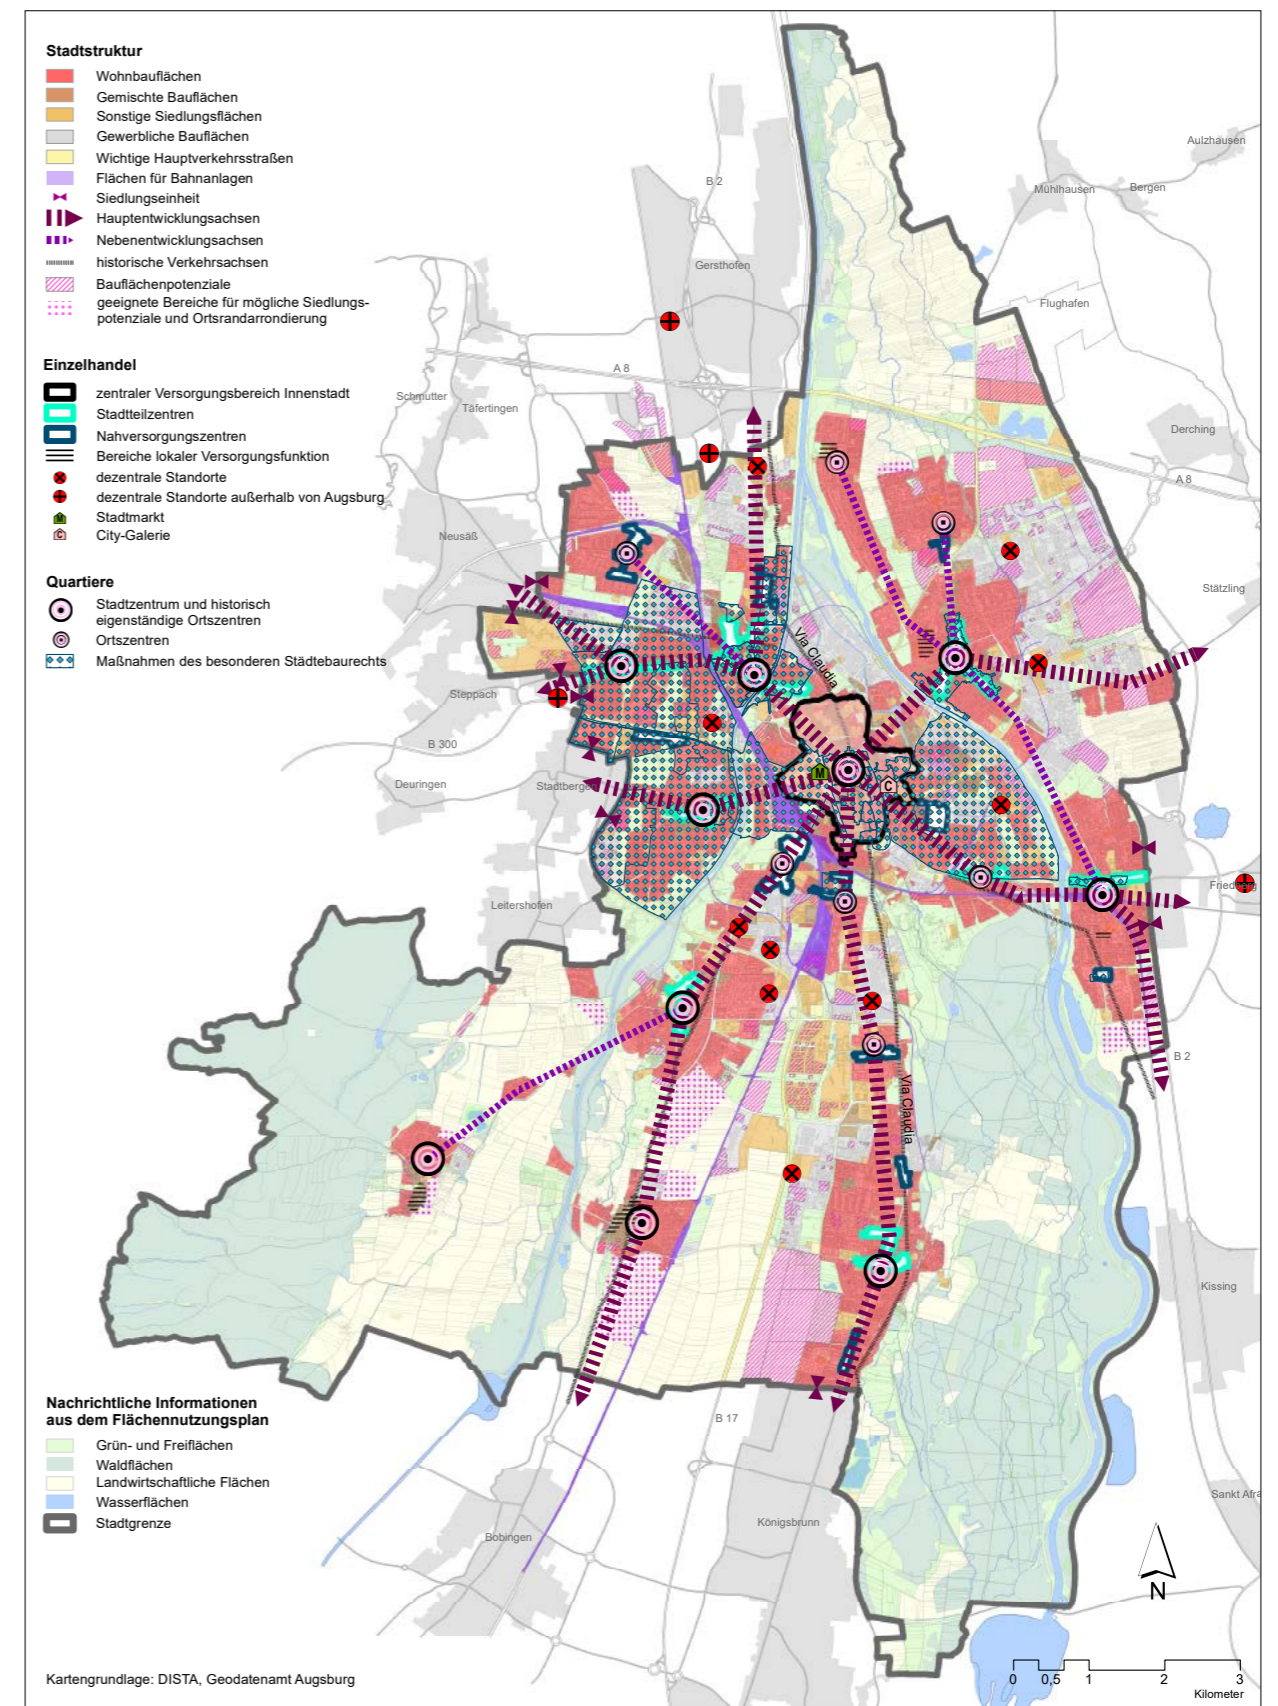 Stadtstruktur
Wohnbauflächen
Gemischte Bauflächen
Sonstige Siedlungsflächen
Gewerbliche Bauflächen
Wichtige Hauptverkehrsstraßen
Flächen für Bahnanlagen
Siedlungseinheit
Hauptentwicklungsachsen
Nebenentwicklungsachsen
historische Verkehrsachsen
Bauflächenpotenziale
geeignete Bereiche für mögliche Siedlungs-
potenziale und Ortsrandarrondierung
Einzelhandel
zentraler Versorgungsbereich Innenstadt
Stadtteilzentren
Nahversorgungszentren
Bereiche lokaler Versorgungsfunktion
dezentrale Standorte
dezentrale Standorte außerhalb von Augsburg
M Stadtmarkt
C City-Galerie
Quartiere
Stadtzentrum und historisch
eigenständige Ortszentren
Ortszentren
Maßnahmen des besonderen Städtebaurechts
Nachrichtliche Informationen
aus dem Flächennutzungsplan
Grün- und Freiflächen
Waldflächen
Landwirtschaftliche Flächen
Wasserflächen
Stadtgrenze
Kartengrundlage: DISTA, Geodatenamt Augsburg
Aulzhausen
B 2
Mühlhausen
Bergen
Gersthofen
Flughafen
A 8
Schmutter
Täfertingen
Derching
A 8
Neusäß
Stätzling
Via Claudia
Steppach
B 300
Deuringen
Stadtbergen
M
C
Friedberg
Leitershofen
B 2
Via Claudia
Kissing
B 17
Sankt Afra
Königsbrunn
Bobingen
N
0 0,5 1 2 3
Kilometer